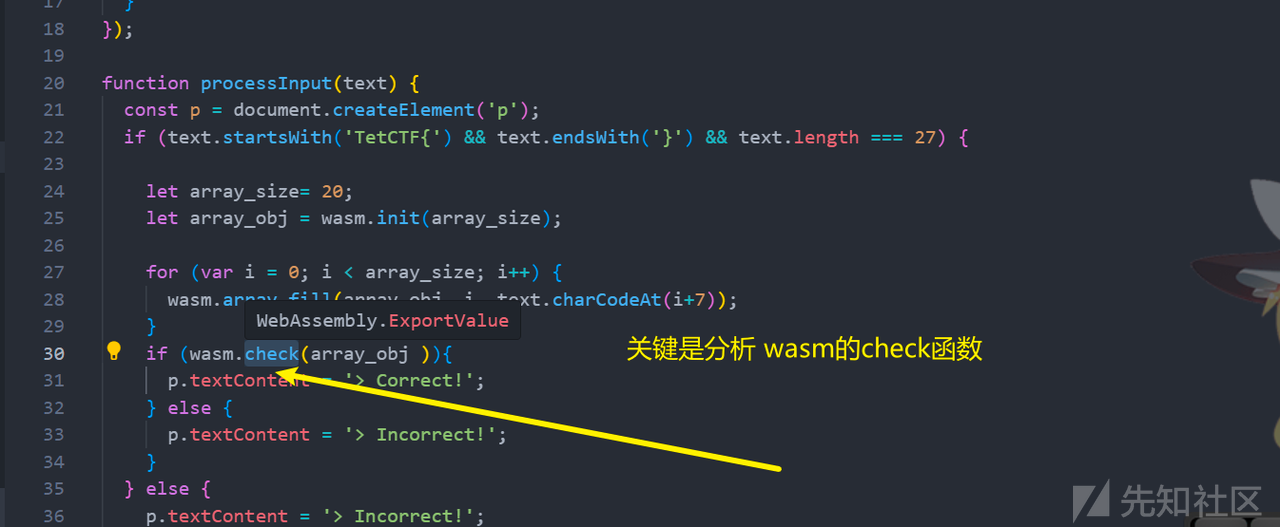 17 }
18 });
19
20 function processInput(text) {
21 const p = document.createElement('p');
22 if (text.startsWith('TetCTF{') && text.endsWith('}') && text.length === 27) {
23
24 let array_size= 20;
25 let array_obj = wasm.init(array_size);
26
27 for (var i = 0; i < array_size; i++) {
28 wasm.array_fill(array_obj, i, text.charCodeAt(i+7));
WebAssembly.ExportValue
29 }
30 if (wasm.check(array_obj )){
关键是分析 wasm的check函数
31 p.textContent = '> Correct!';
32 } else {
33 p.textContent = '> Incorrect!';
34 }
35 } else {
36 p.textContent = '> Incorrect!';
先知社区